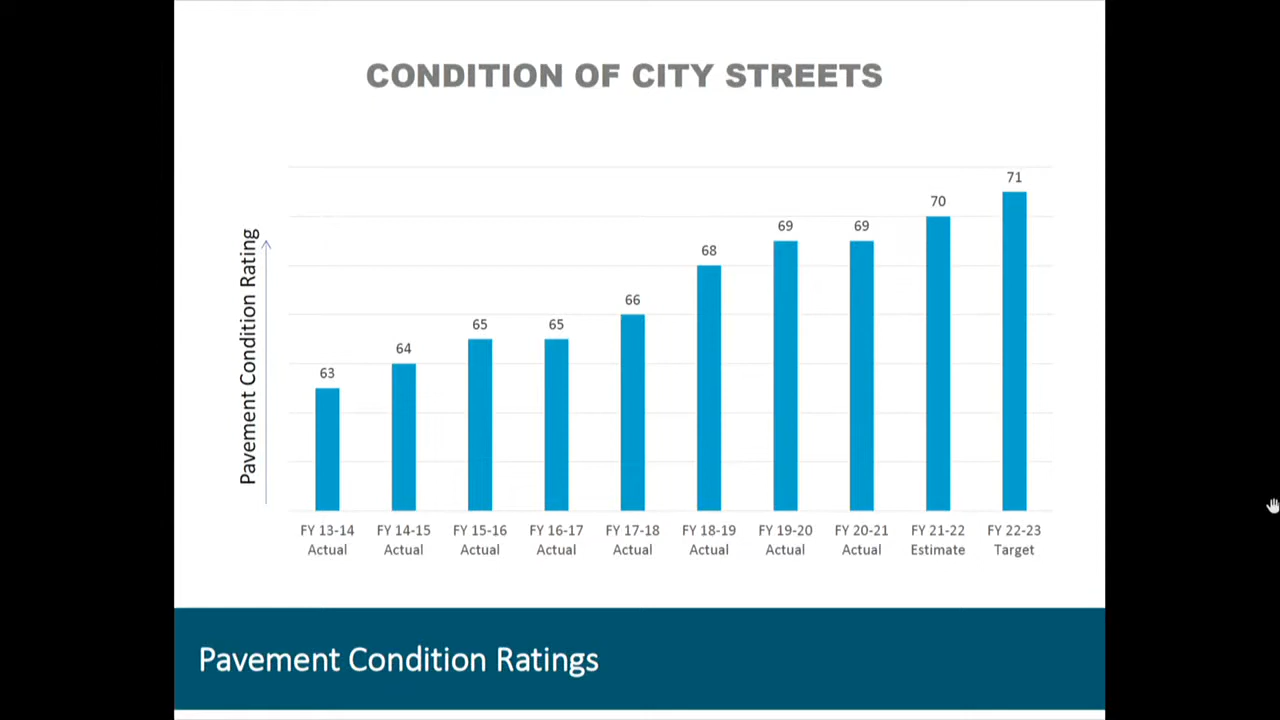 CONDITION OF CITY STREETS
Pavement Condition Rating
63
64
65
65
66
68
69
69
70
71
FY 13-14 FY 14-15 FY 15-16 FY 16-17 FY 17-18 FY 18-19 FY 19-20 FY 20-21 FY 21-22 FY 22-23
Actual Actual Actual Actual Actual Actual Actual Actual Estimate Target
Pavement Condition Ratings